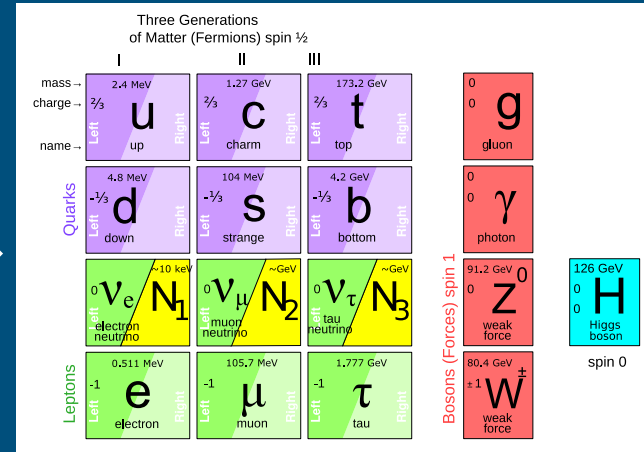 Three Generations
of Matter (Fermions) spin ½
I II III
mass→ 2.4 MeV 1.27 GeV 173.2 GeV 0
charge→ ⅔ u ⅔ c ⅔ t 0 g
Left Right Left Right Left Right
name→ up charm top gluon
Quarks
4.8 MeV 104 MeV 4.2 GeV 0
-⅓ d -⅓ s -⅓ b 0 γ
Left Right Left Right Left Right
down strange bottom photon
~10 keV ~GeV ~GeV 91.2 GeV 126 GeV
0 νe N1 0 νμ N2 0 ντ N3 0 Z0 0 H
0
Left Left Left
electron neutrino muon neutrino tau neutrino weak force Higgs boson
spin 0
Leptons
0.511 MeV 105.7 MeV 1.777 GeV 80.4 GeV
-1 e -1 μ -1 τ ±1 W±
Left Right Left Right Left Right
electron muon tau weak force
Bosons (Forces) spin 1